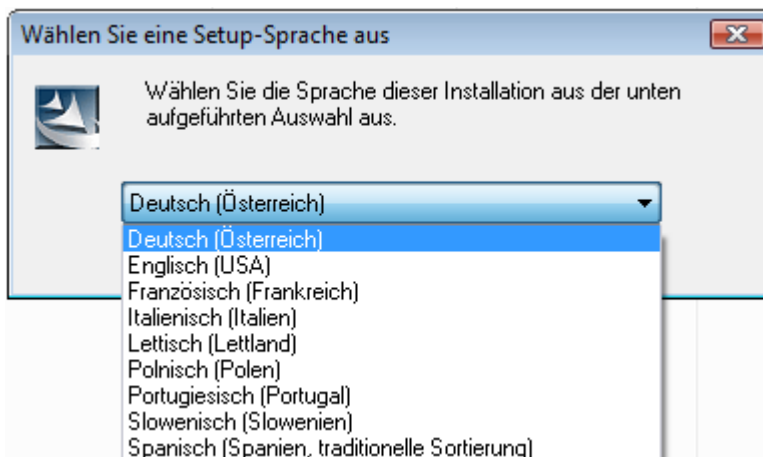 Wählen Sie eine Setup-Sprache aus
Wählen Sie die Sprache dieser Installation aus der unten
aufgeführten Auswahl aus.
Deutsch (Österreich)
Deutsch (Österreich)
Englisch (USA)
Französisch (Frankreich)
Italienisch (Italien)
Lettisch (Lettland)
Polnisch (Polen)
Portugiesisch (Portugal)
Slowenisch (Slowenien)
Spanisch (Spanien, traditionelle Sortierung)